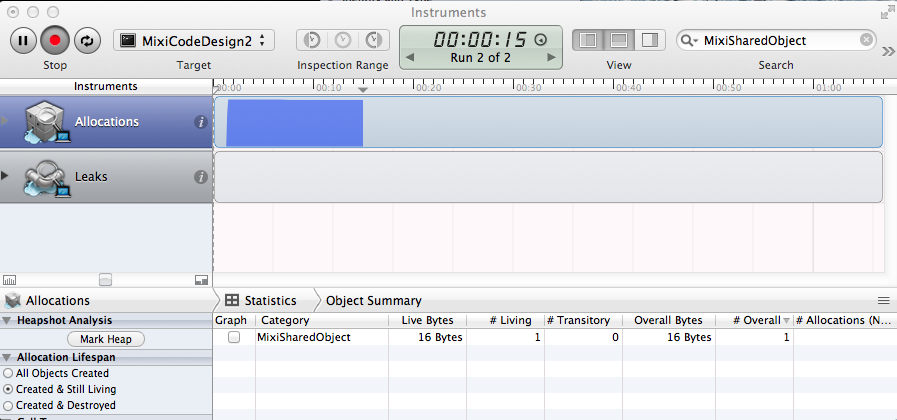 Instruments
MixiCodeDesign2
00:00:15
Run 2 of 2
MixiSharedObject
Stop
Target
Inspection Range
View
Search
Instruments
00:00 00:10 00:20 00:30 00:40 00:50 01:00
Allocations
Leaks
Allocations
Statistics
Object Summary
Heapshot Analysis
Mark Heap
Allocation Lifespan
All Objects Created
Created & Still Living
Created & Destroyed
Graph Category Live Bytes # Living # Transitory Overall Bytes # Overall # Allocations (N...
MixiSharedObject 16 Bytes 1 0 16 Bytes 1